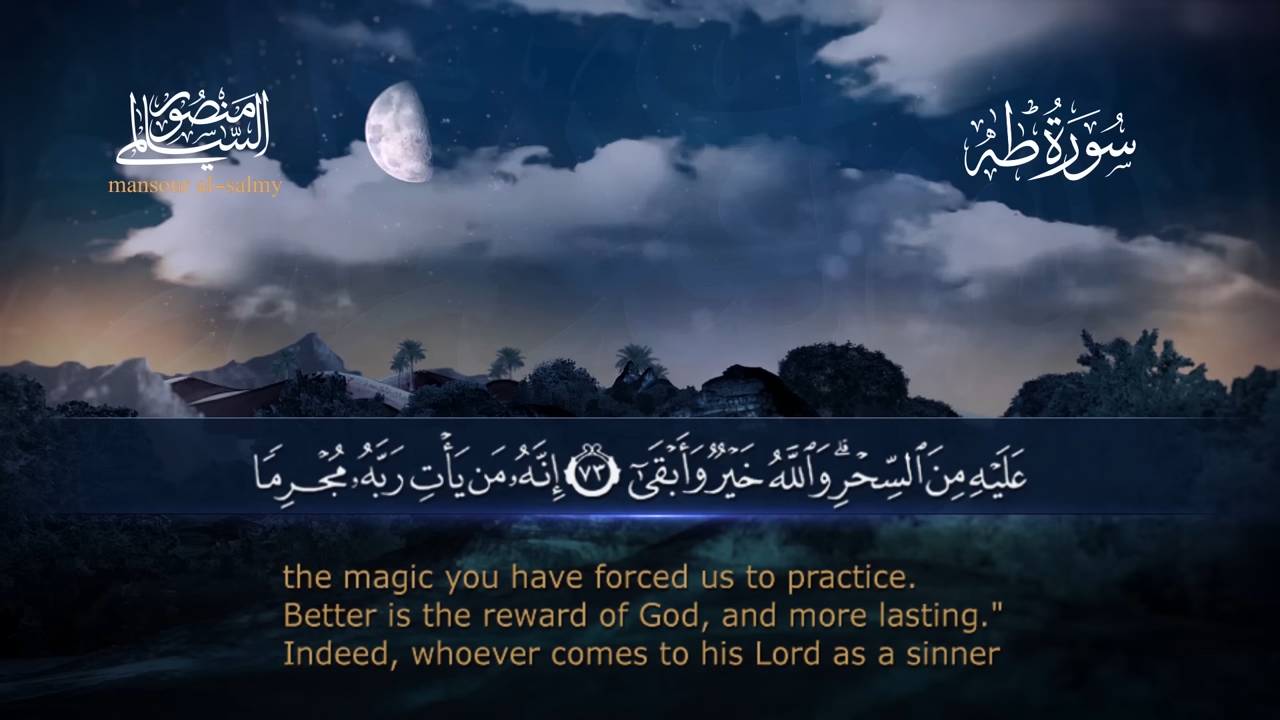 منصور السالمي
mansour al-salmy
سُورَةُ طه
عَلَيْهِ مِنَ ٱلسِّحْرِ ۗ وَٱللَّهُ خَيْرٌ وَأَبْقَىٰٓ ٧٣ إِنَّهُۥ مَن يَأْتِ رَبَّهُۥ مُجْرِمًا
the magic you have forced us to practice.
Better is the reward of God, and more lasting."
Indeed, whoever comes to his Lord as a sinner